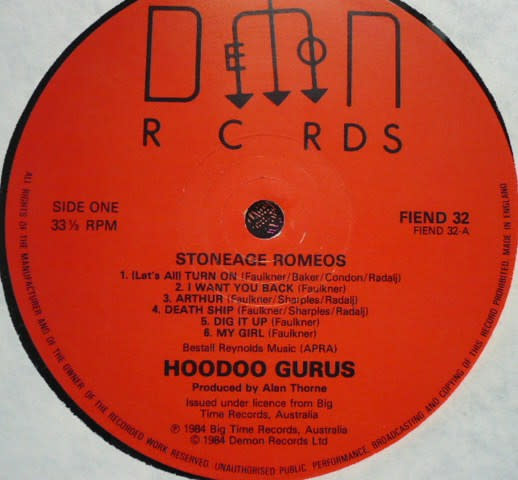 DEMON
RECORDS
SIDE ONE
33⅓ RPM
FIEND 32
FIEND 32-A
STONEAGE ROMEOS
1. (Let's All) TURN ON (Faulkner/Baker/Condon/Radalj)
2. I WANT YOU BACK (Faulkner)
3. ARTHUR (Faulkner/Sharples/Radalj)
4. DEATH SHIP (Faulkner/Sharples/Radalj)
5. DIG IT UP (Faulkner)
6. MY GIRL (Faulkner)
Bestall Reynolds Music (APRA)
HOODOO GURUS
Produced by Alan Thorne
Issued under licence from Big
Time Records, Australia
℗ 1984 Big Time Records, Australia
© 1984 Demon Records Ltd
ALL RIGHTS OF THE MANUFACTURER AND OF THE OWNER OF THE RECORDED WORK RESERVED. UNAUTHORISED PUBLIC PERFORMANCE, BROADCASTING AND COPYING OF THIS RECORD PROHIBITED. MADE IN ENGLAND